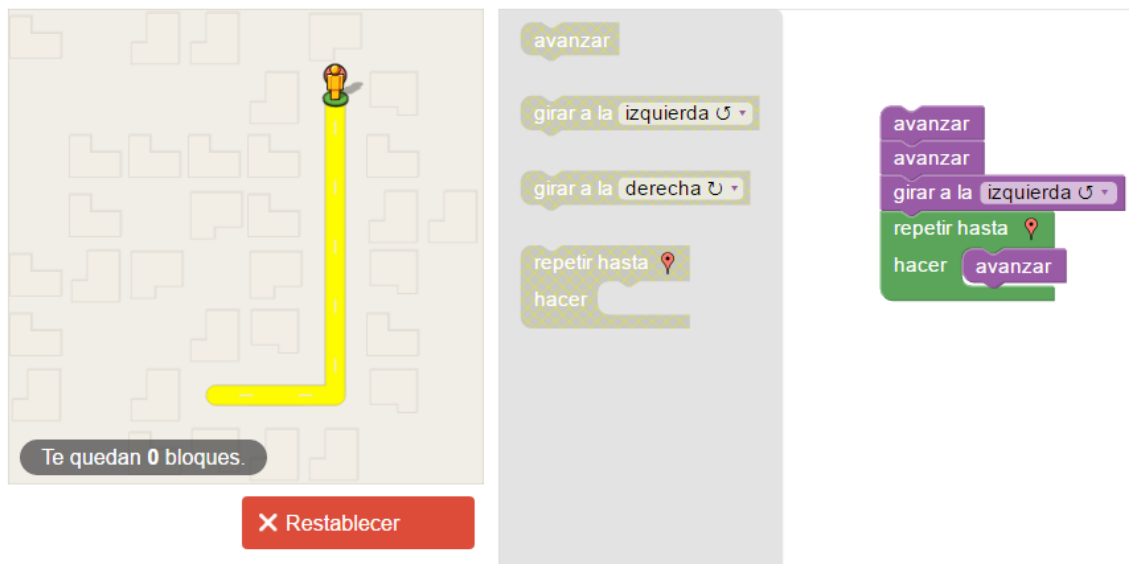 Te quedan 0 bloques.
Restablecer
avanzar
girar a la izquierda ↺
girar a la derecha ↻
repetir hasta
hacer
avanzar
avanzar
girar a la izquierda ↺
repetir hasta
hacer avanzar